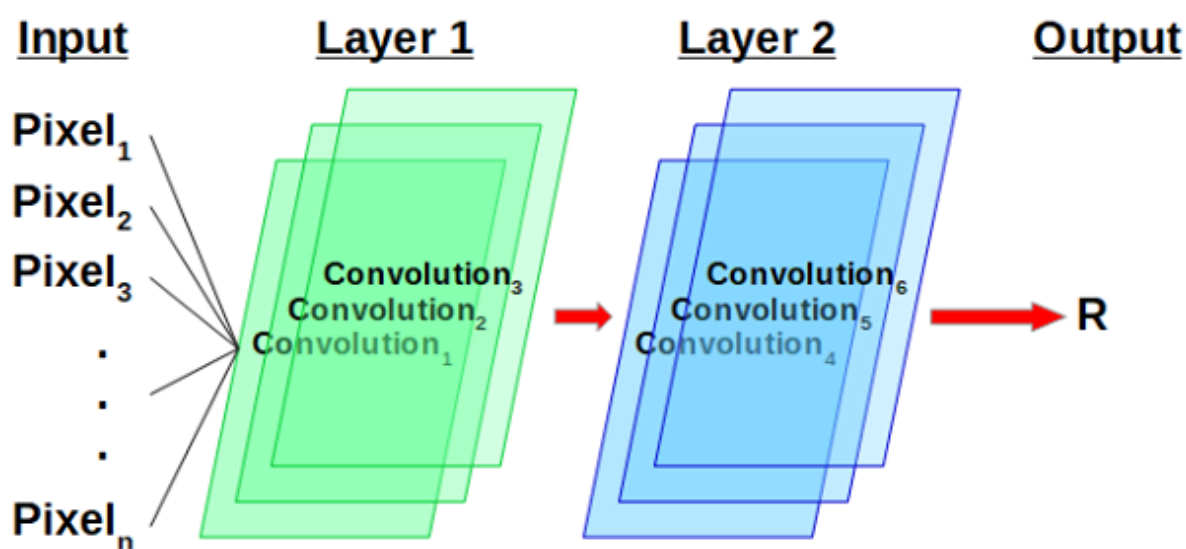 Input
Layer 1
Layer 2
Output
Pixel1
Pixel2
Pixel3
.
.
.
Pixeln
Convolution3
Convolution2
Convolution1
Convolution6
Convolution5
Convolution4
R